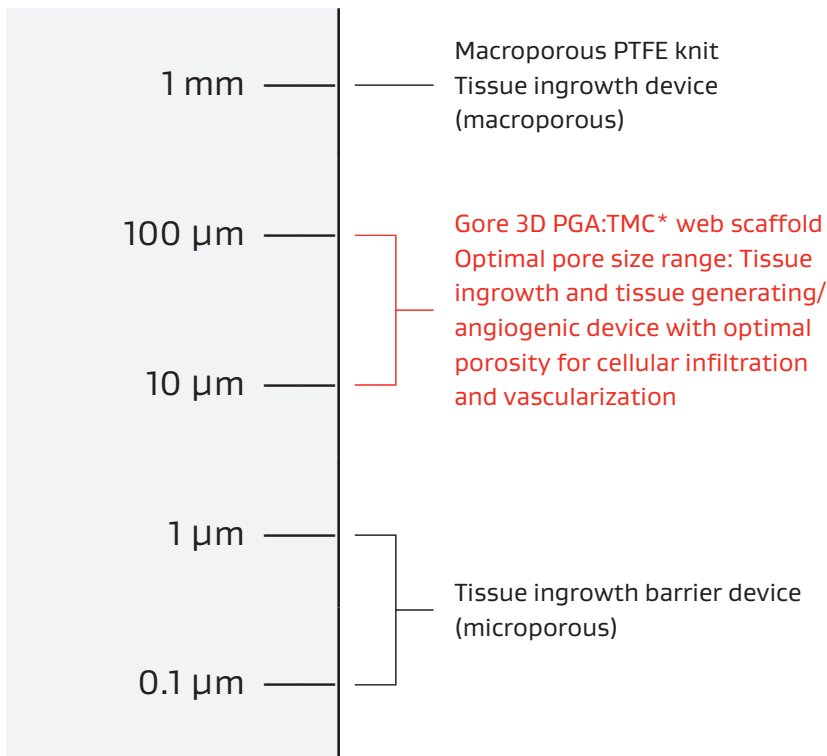 Macroporous PTFE knit
1 mm
Tissue ingrowth device
(macroporous)
100 µm
Gore 3D PGA:TMC* web scaffold
Optimal pore size range: Tissue
ingrowth and tissue generating/
angiogenic device with optimal
porosity for cellular infiltration
and vascularization
10 µm
1 µm
Tissue ingrowth barrier device
(microporous)
0.1 µm